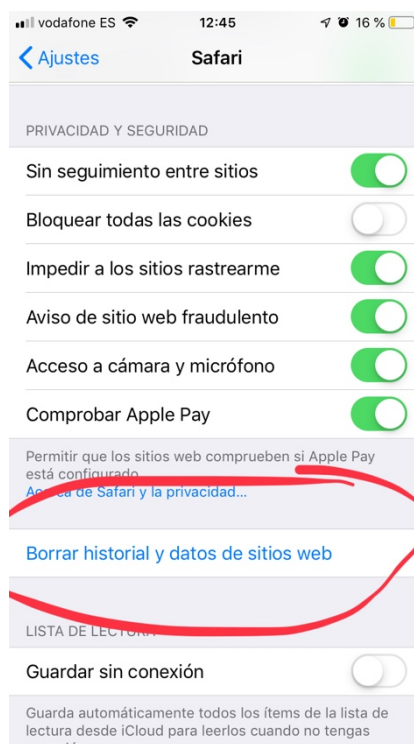 vodafone ES 12:45 16 %
Ajustes Safari
PRIVACIDAD Y SEGURIDAD
Sin seguimiento entre sitios
Bloquear todas las cookies
Impedir a los sitios rastrearme
Aviso de sitio web fraudulento
Acceso a cámara y micrófono
Comprobar Apple Pay
Permitir que los sitios web comprueben si Apple Pay
está configurado
Acerca de Safari y la privacidad...
Borrar historial y datos de sitios web
LISTA DE LECTURA
Guardar sin conexión
Guarda automáticamente todos los ítems de la lista de
lectura desde iCloud para leerlos cuando no tengas